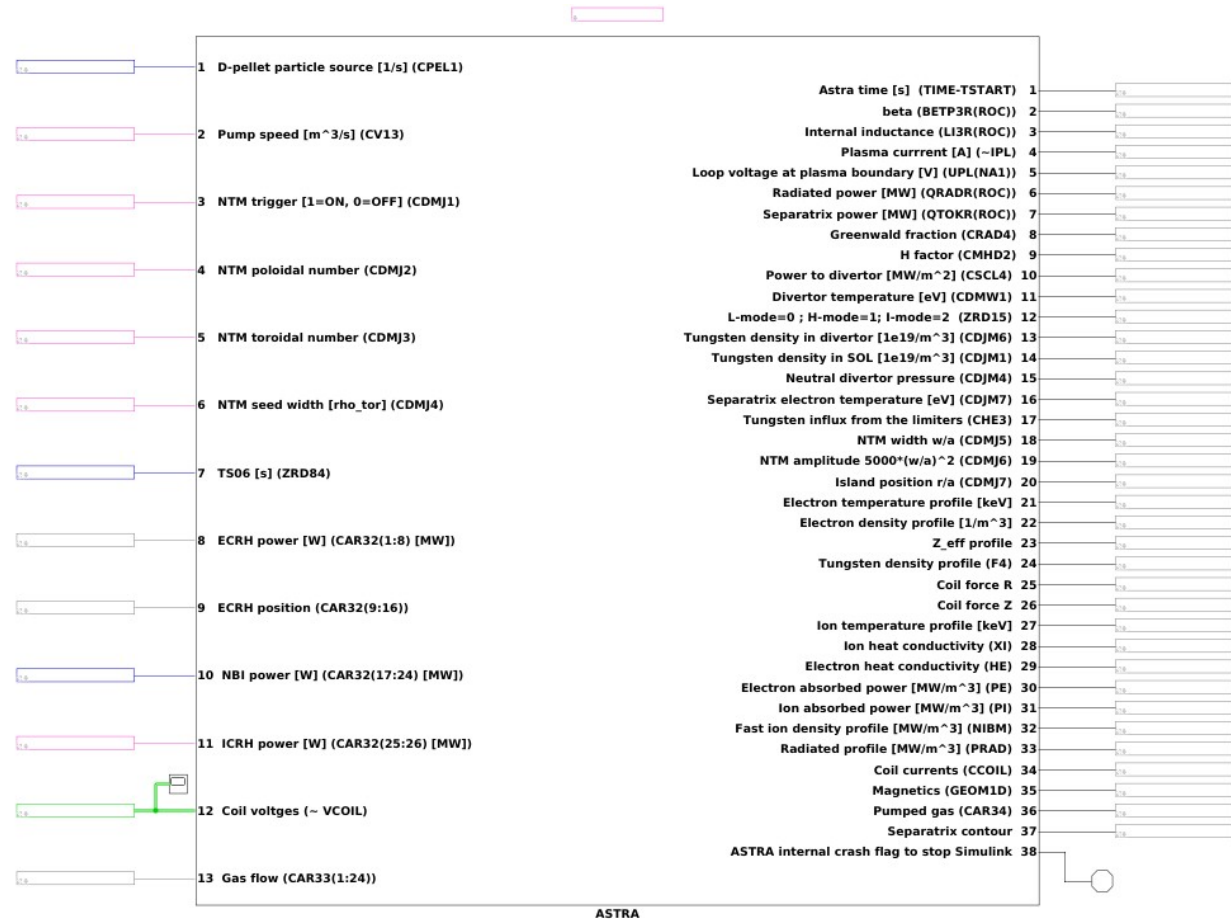 1 D-pellet particle source [1/s] (CPEL1)
2 Pump speed [m^3/s] (CV13)
3 NTM trigger [1=ON, 0=OFF] (CDMJ1)
4 NTM poloidal number (CDMJ2)
5 NTM toroidal number (CDMJ3)
6 NTM seed width [rho_tor] (CDMJ4)
7 TS06 [s] (ZRD84)
8 ECRH power [W] (CAR32(1:8) [MW])
9 ECRH position (CAR32(9:16))
10 NBI power [W] (CAR32(17:24) [MW])
11 ICRH power [W] (CAR32(25:26) [MW])
12 Coil voltges (~ VCOIL)
13 Gas flow (CAR33(1:24))
Astra time [s] (TIME-TSTART) 1
beta (BETP3R(ROC)) 2
Internal inductance (LI3R(ROC)) 3
Plasma currrent [A] (~IPL) 4
Loop voltage at plasma boundary [V] (UPL(NA1)) 5
Radiated power [MW] (QRADR(ROC)) 6
Separatrix power [MW] (QTOKR(ROC)) 7
Greenwald fraction (CRAD4) 8
H factor (CMHD2) 9
Power to divertor [MW/m^2] (CSCL4) 10
Divertor temperature [eV] (CDMW1) 11
L-mode=0 ; H-mode=1; I-mode=2 (ZRD15) 12
Tungsten density in divertor [1e19/m^3] (CDJM6) 13
Tungsten density in SOL [1e19/m^3] (CDJM1) 14
Neutral divertor pressure (CDJM4) 15
Separatrix electron temperature [eV] (CDJM7) 16
Tungsten influx from the limiters (CHE3) 17
NTM width w/a (CDMJ5) 18
NTM amplitude 5000*(w/a)^2 (CDMJ6) 19
Island position r/a (CDMJ7) 20
Electron temperature profile [keV] 21
Electron density profile [1/m^3] 22
Z_eff profile 23
Tungsten density profile (F4) 24
Coil force R 25
Coil force Z 26
Ion temperature profile [keV] 27
Ion heat conductivity (XI) 28
Electron heat conductivity (HE) 29
Electron absorbed power [MW/m^3] (PE) 30
Ion absorbed power [MW/m^3] (PI) 31
Fast ion density profile [MW/m^3] (NIBM) 32
Radiated profile [MW/m^3] (PRAD) 33
Coil currents (CCOIL) 34
Magnetics (GEOM1D) 35
Pumped gas (CAR34) 36
Separatrix contour 37
ASTRA internal crash flag to stop Simulink 38
ASTRA